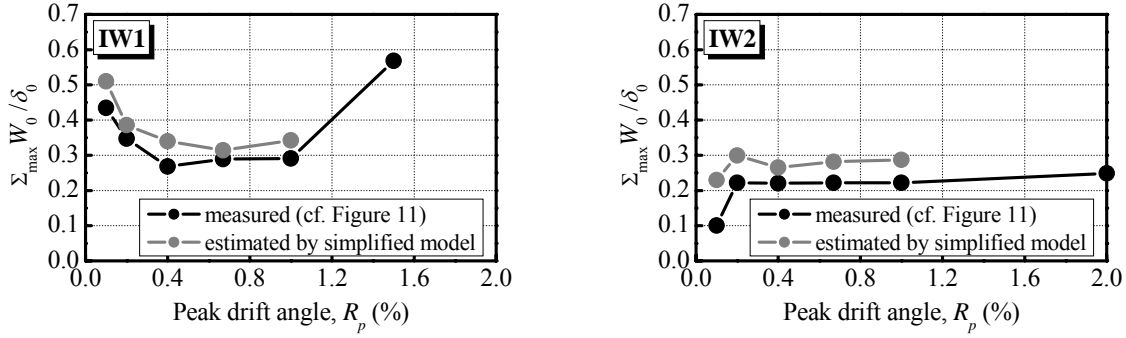 IW1
0.7
0.6
0.5
0.4
0.3
0.2
0.1
0.0
Σmax W0 /δ0
measured (cf. Figure 11)
estimated by simplified model
0.0 0.4 0.8 1.2 1.6 2.0
Peak drift angle, Rp (%)
IW2
0.7
0.6
0.5
0.4
0.3
0.2
0.1
0.0
Σmax W0 /δ0
measured (cf. Figure 11)
estimated by simplified model
0.0 0.4 0.8 1.2 1.6 2.0
Peak drift angle, Rp (%)